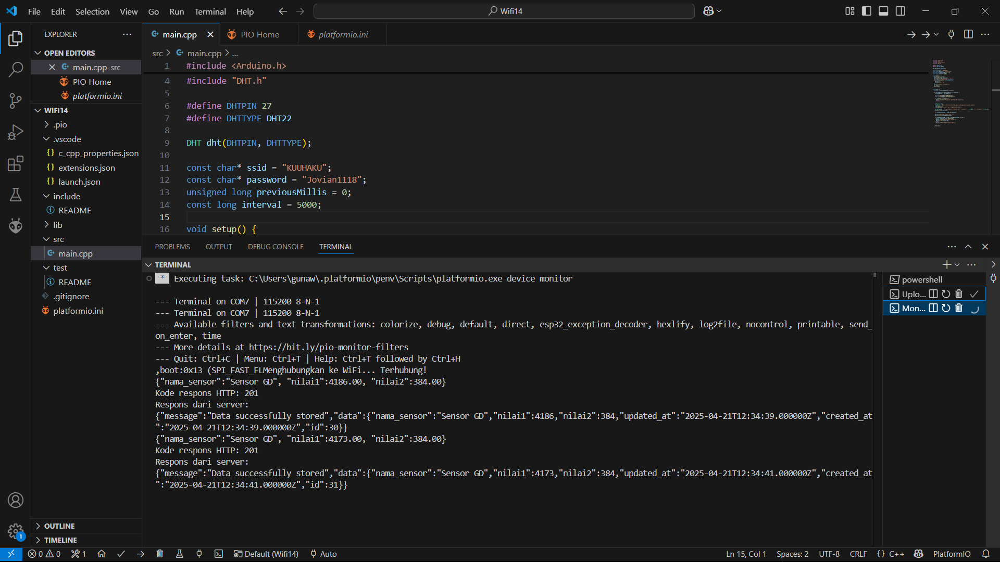 File Edit Selection View Go Run Terminal Help
Wifi14
EXPLORER
OPEN EDITORS
main.cpp src
PIO Home
platformio.ini
WIFI14
.pio
.vscode
c_cpp_properties.json
extensions.json
launch.json
include
README
lib
src
main.cpp
test
README
.gitignore
platformio.ini
OUTLINE
TIMELINE
main.cpp PIO Home platformio.ini
src > main.cpp > ...
1 #include <Arduino.h>
4 #include "DHT.h"
5
6 #define DHTPIN 27
7 #define DHTTYPE DHT22
8
9 DHT dht(DHTPIN, DHTTYPE);
10
11 const char* ssid = "KUUHAKU";
12 const char* password = "Jovian1118";
13 unsigned long previousMillis = 0;
14 const long interval = 5000;
15
16 void setup() {
PROBLEMS OUTPUT DEBUG CONSOLE TERMINAL
TERMINAL
* Executing task: C:\Users\gunaw\.platformio\penv\Scripts\platformio.exe device monitor
--- Terminal on COM7 | 115200 8-N-1
--- Terminal on COM7 | 115200 8-N-1
--- Available filters and text transformations: colorize, debug, default, direct, esp32_exception_decoder, hexlify, log2file, nocontrol, printable, send_
on_enter, time
--- More details at https://bit.ly/pio-monitor-filters
--- Quit: Ctrl+C | Menu: Ctrl+T | Help: Ctrl+T followed by Ctrl+H
,boot:0x13 (SPI_FAST_FLMenghubungkan ke WiFi... Terhubung!
{"nama_sensor":"Sensor GD", "nilai1":4186.00, "nilai2":384.00}
Kode respons HTTP: 201
Respons dari server:
{"message":"Data successfully stored","data":{"nama_sensor":"Sensor GD","nilai1":4186,"nilai2":384,"updated_at":"2025-04-21T12:34:39.000000Z","created_at
":"2025-04-21T12:34:39.000000Z","id":30}}
{"nama_sensor":"Sensor GD", "nilai1":4173.00, "nilai2":384.00}
Kode respons HTTP: 201
Respons dari server:
{"message":"Data successfully stored","data":{"nama_sensor":"Sensor GD","nilai1":4173,"nilai2":384,"updated_at":"2025-04-21T12:34:41.000000Z","created_at
":"2025-04-21T12:34:41.000000Z","id":31}}
powershell
Uplo...
Mon...
1
0 0 1 Default (Wifi14) Auto Ln 15, Col 1 Spaces: 2 UTF-8 CRLF {} C++ PlatformIO